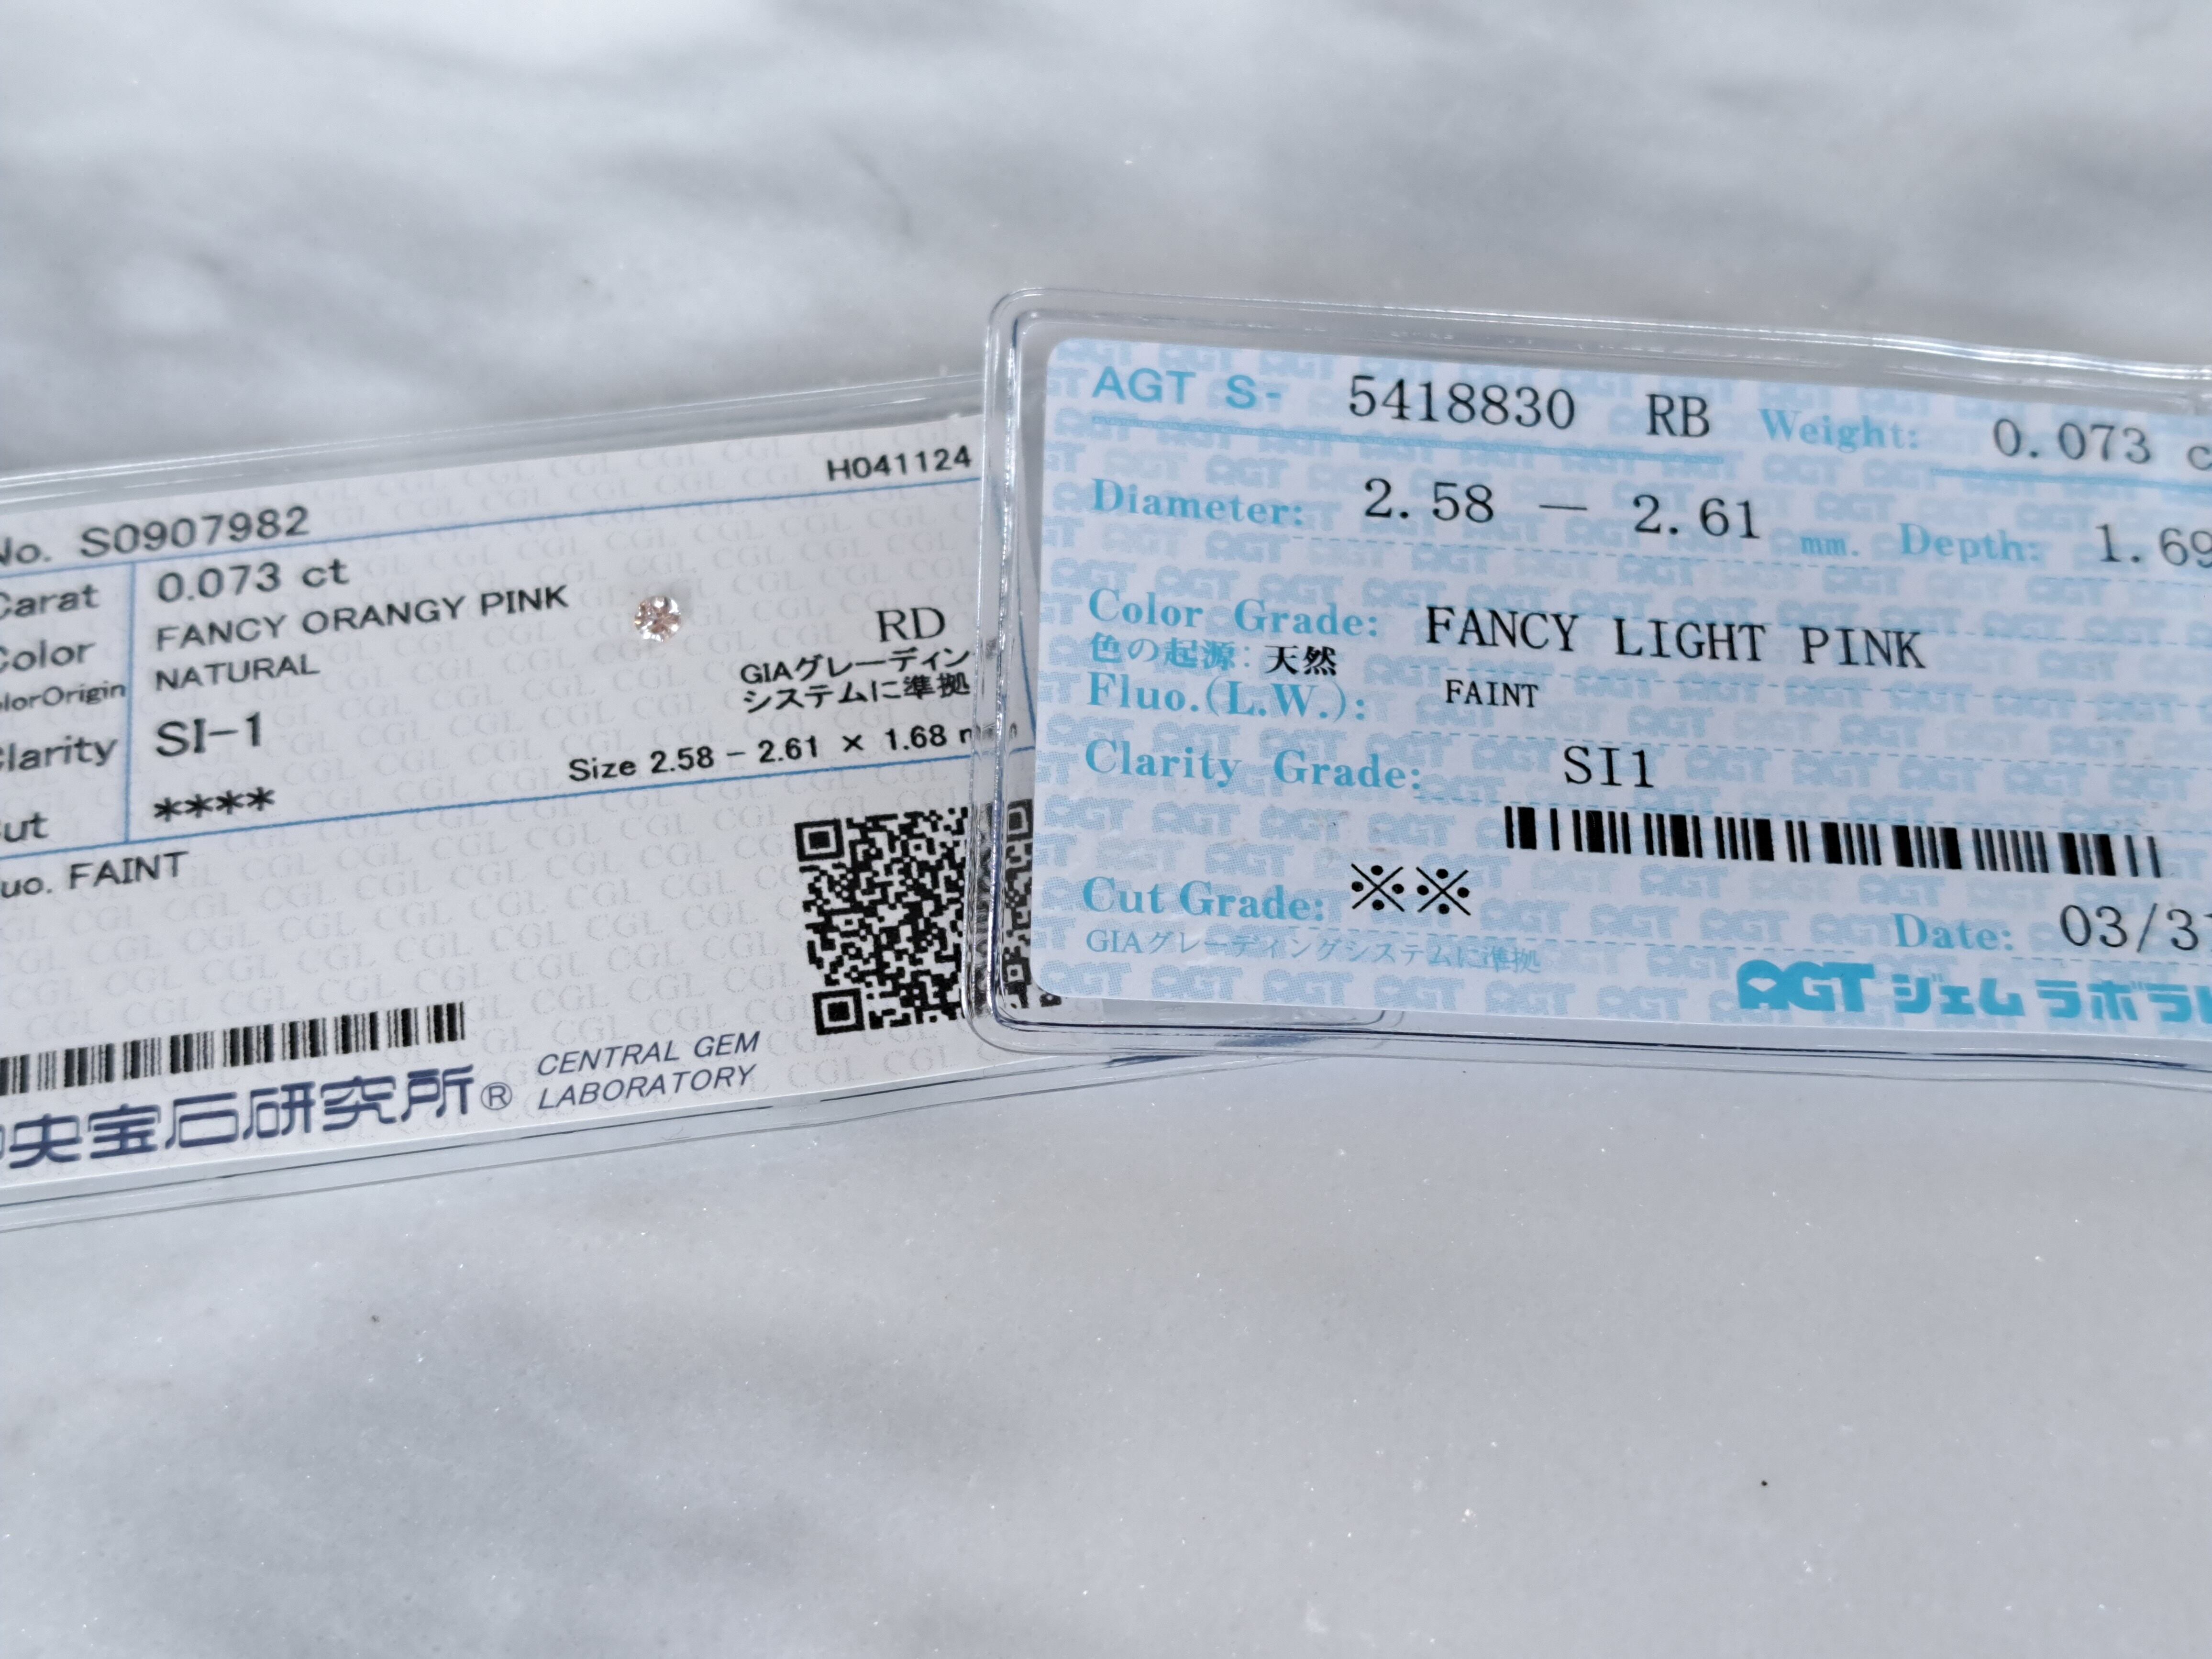 No. S0907982
H041124
Carat 0.073 ct
Color FANCY ORANGY PINK
ColorOrigin NATURAL
RD
GIAグレーディン
システムに準拠
Clarity SI-1
Size 2.58 - 2.61 × 1.68 m
Cut ****
Fluo. FAINT
中央宝石研究所® CENTRAL GEM
LABORATORY
AGT S- 5418830 RB Weight: 0.073 c
Diameter: 2.58 — 2.61 mm. Depth: 1.69
Color Grade: FANCY LIGHT PINK
色の起源: 天然
Fluo.(L.W.): FAINT
Clarity Grade: SI1
Cut Grade: ※※
GIAグレーディングシステムに準拠
Date: 03/31
AGT ジェムラボラ